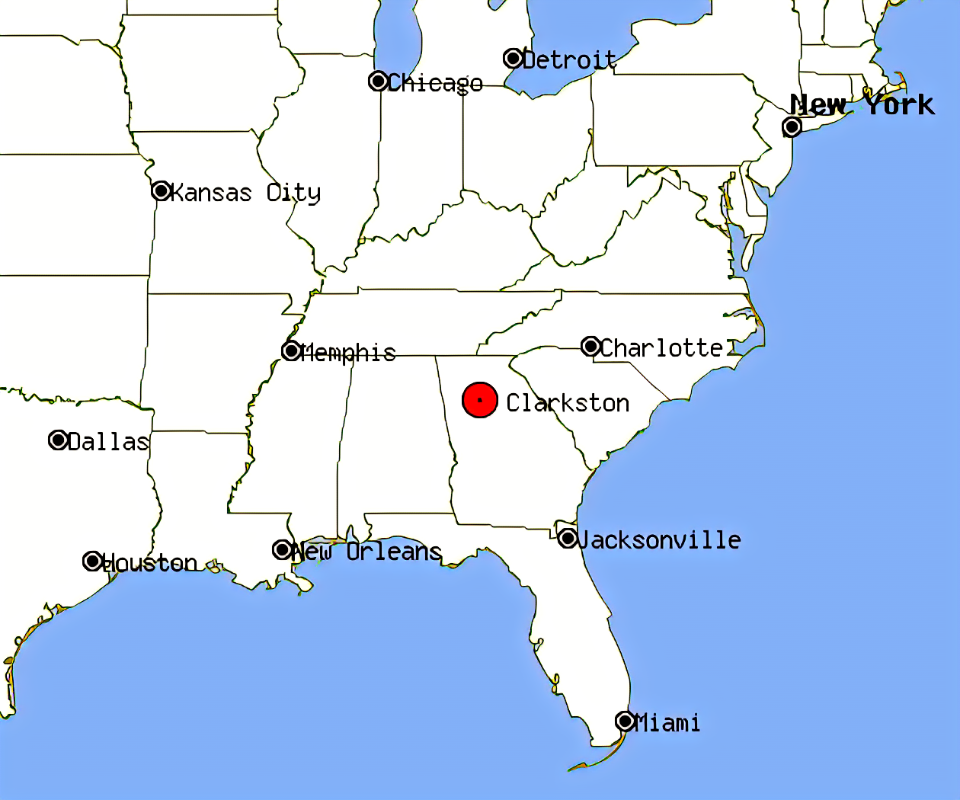 Detroit
Chicago
New York
Kansas City
Memphis
Charlotte
Clarkston
Dallas
Jacksonville
New Orleans
Houston
Miami